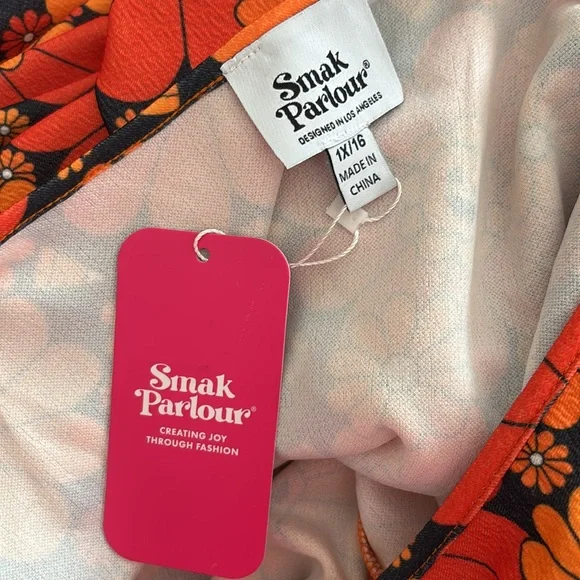 Smak
Parlour®
DESIGNED IN LOS ANGELES
1X/16
MADE IN
CHINA
Smak
Parlour®
CREATING JOY
THROUGH FASHION